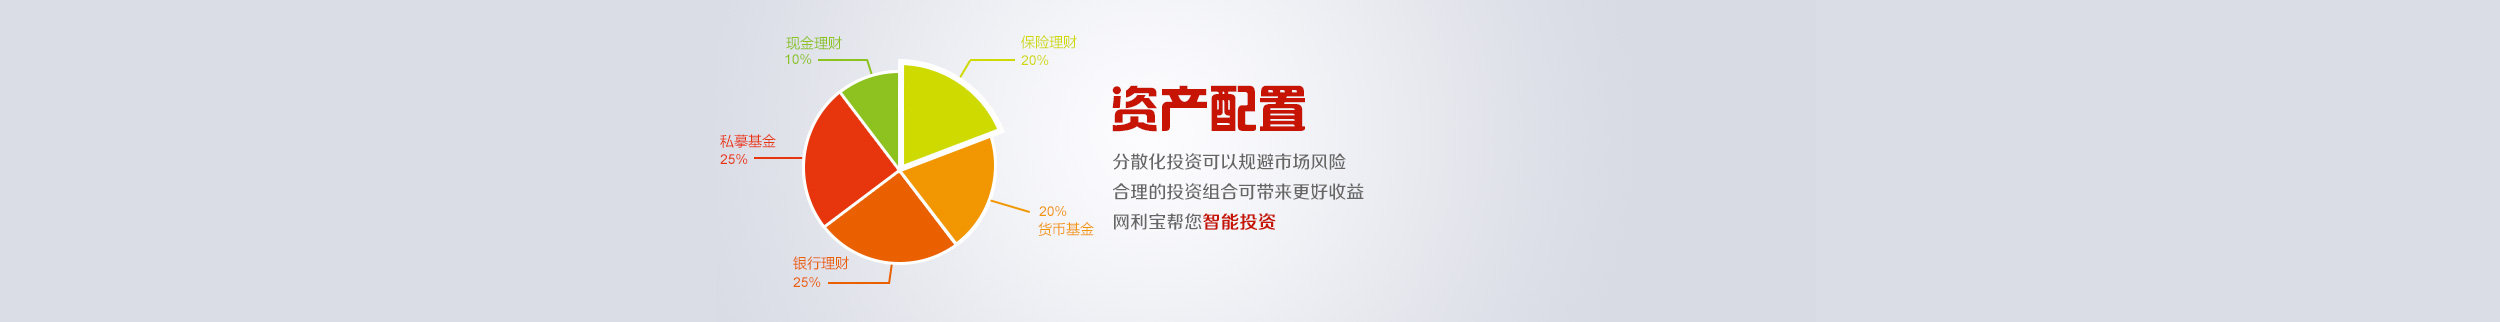 现金理财
10%
保险理财
20%
私募基金
25%
20%
货币基金
银行理财
25%
资产配置
分散化投资可以规避市场风险
合理的投资组合可带来更好收益
网利宝帮您智能投资